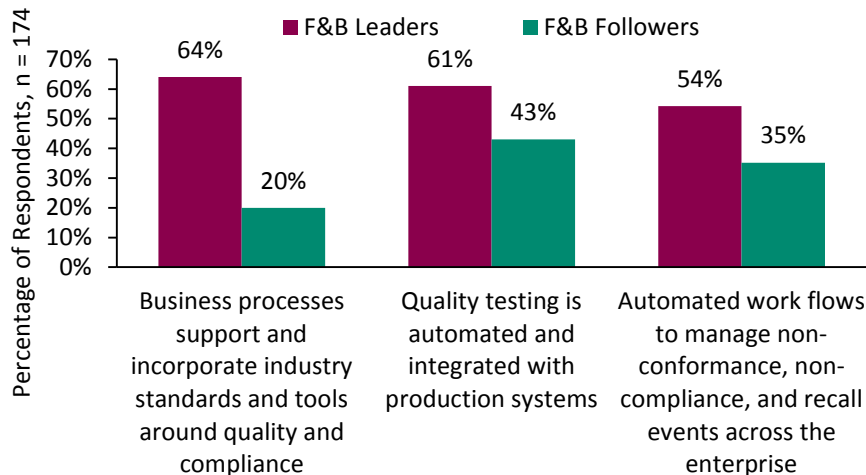 F&B Leaders
F&B Followers
Percentage of Respondents, n = 174
70%
60%
50%
40%
30%
20%
10%
0%
64%
20%
61%
43%
54%
35%
Business processes
support and
incorporate industry
standards and tools
around quality and
compliance
Quality testing is
automated and
integrated with
production systems
Automated work flows
to manage non-
conformance, non-
compliance, and recall
events across the
enterprise